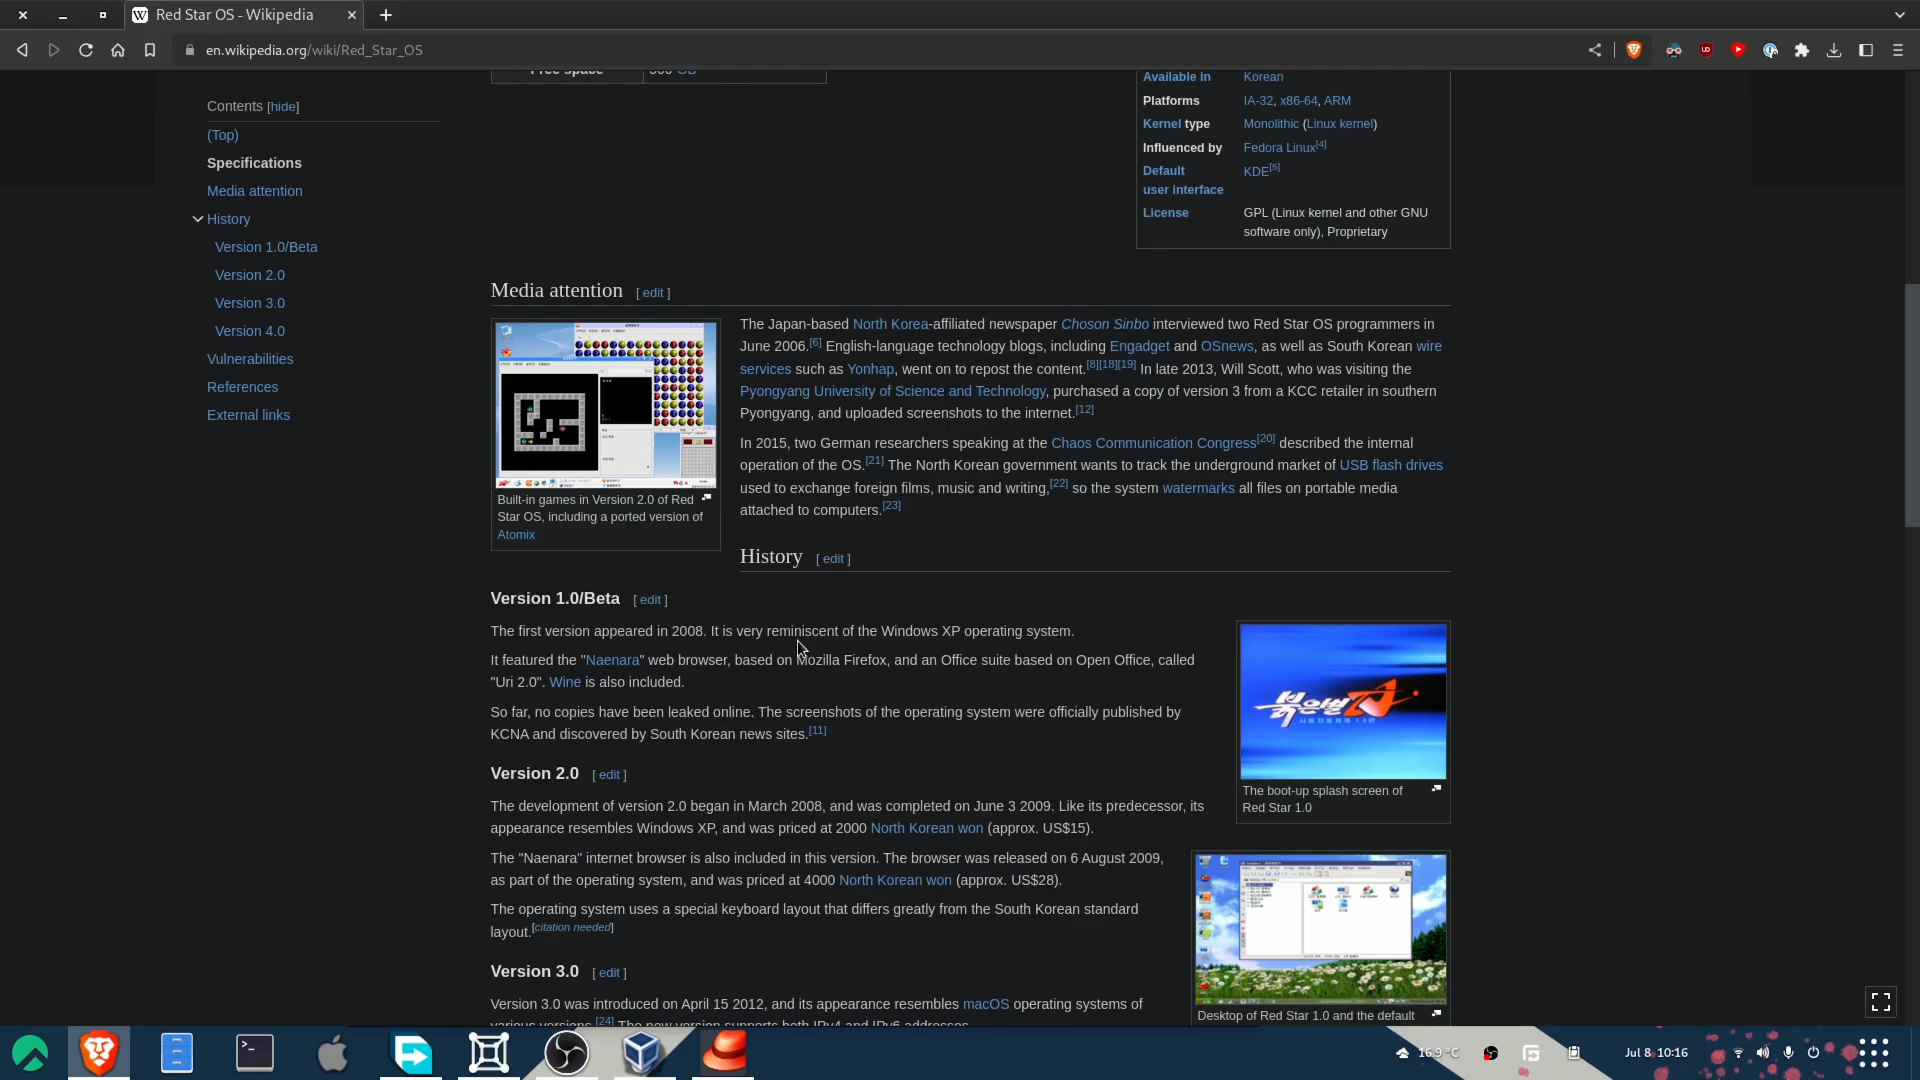 Red Star OS - Wikipedia
en.wikipedia.org/wiki/Red_Star_OS
Contents [hide]
(Top)
Specifications
Media attention
History
Version 1.0/Beta
Version 2.0
Version 3.0
Version 4.0
Vulnerabilities
References
External links
Free space
Available in Korean
Platforms IA-32, x86-64, ARM
Kernel type Monolithic (Linux kernel)
Influenced by Fedora Linux[4]
Default KDE[5]
user interface
License GPL (Linux kernel and other GNU
software only), Proprietary
Media attention [ edit ]
Built-in games in Version 2.0 of Red
Star OS, including a ported version of
Atomix
The Japan-based North Korea-affiliated newspaper Choson Sinbo interviewed two Red Star OS programmers in
June 2006.[6] English-language technology blogs, including Engadget and OSnews, as well as South Korean wire
services such as Yonhap, went on to repost the content.[8][18][19] In late 2013, Will Scott, who was visiting the
Pyongyang University of Science and Technology, purchased a copy of version 3 from a KCC retailer in southern
Pyongyang, and uploaded screenshots to the internet.[12]
In 2015, two German researchers speaking at the Chaos Communication Congress[20] described the internal
operation of the OS.[21] The North Korean government wants to track the underground market of USB flash drives
used to exchange foreign films, music and writing,[22] so the system watermarks all files on portable media
attached to computers.[23]
History [ edit ]
Version 1.0/Beta [ edit ]
The first version appeared in 2008. It is very reminiscent of the Windows XP operating system.
It featured the "Naenara" web browser, based on Mozilla Firefox, and an Office suite based on Open Office, called
"Uri 2.0". Wine is also included.
So far, no copies have been leaked online. The screenshots of the operating system were officially published by
KCNA and discovered by South Korean news sites.[11]
붉은별
The boot-up splash screen of
Red Star 1.0
Version 2.0 [ edit ]
The development of version 2.0 began in March 2008, and was completed on June 3 2009. Like its predecessor, its
appearance resembles Windows XP, and was priced at 2000 North Korean won (approx. US$15).
The "Naenara" internet browser is also included in this version. The browser was released on 6 August 2009,
as part of the operating system, and was priced at 4000 North Korean won (approx. US$28).
The operating system uses a special keyboard layout that differs greatly from the South Korean standard
layout.[citation needed]
Desktop of Red Star 1.0 and the default
Version 3.0 [ edit ]
Version 3.0 was introduced on April 15 2012, and its appearance resembles macOS operating systems of
various versions.[24] The new version supports both IPv4 and IPv6 addresses.
16.9 °C
Jul 8, 10:16